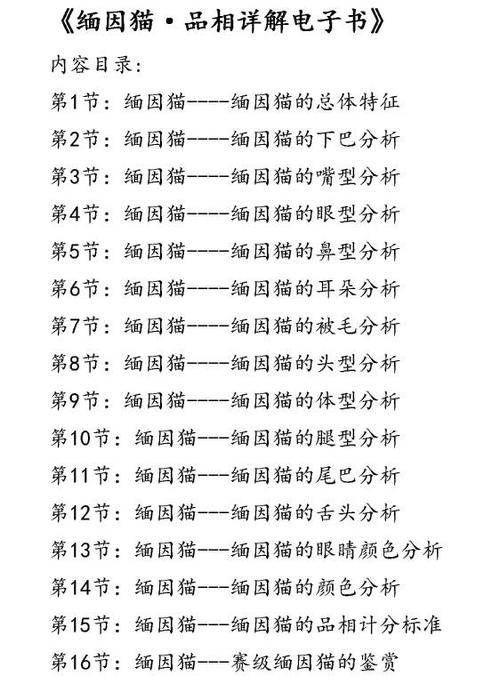 《缅因猫·品相详解电子书》
内容目录:
第1节: 缅因猫----缅因猫的总体特征
第2节: 缅因猫----缅因猫的下巴分析
第3节: 缅因猫----缅因猫的嘴型分析
第4节: 缅因猫----缅因猫的眼型分析
第5节: 缅因猫----缅因猫的鼻型分析
第6节: 缅因猫----缅因猫的耳朵分析
第7节: 缅因猫----缅因猫的被毛分析
第8节: 缅因猫----缅因猫的头型分析
第9节: 缅因猫----缅因猫的体型分析
第10节: 缅因猫---缅因猫的腿型分析
第11节: 缅因猫---缅因猫的尾巴分析
第12节: 缅因猫---缅因猫的舌头分析
第13节: 缅因猫---缅因猫的眼睛颜色分析
第14节: 缅因猫---缅因猫的颜色分析
第15节: 缅因猫---缅因猫的品相计分标准
第16节: 缅因猫---赛级缅因猫的鉴赏